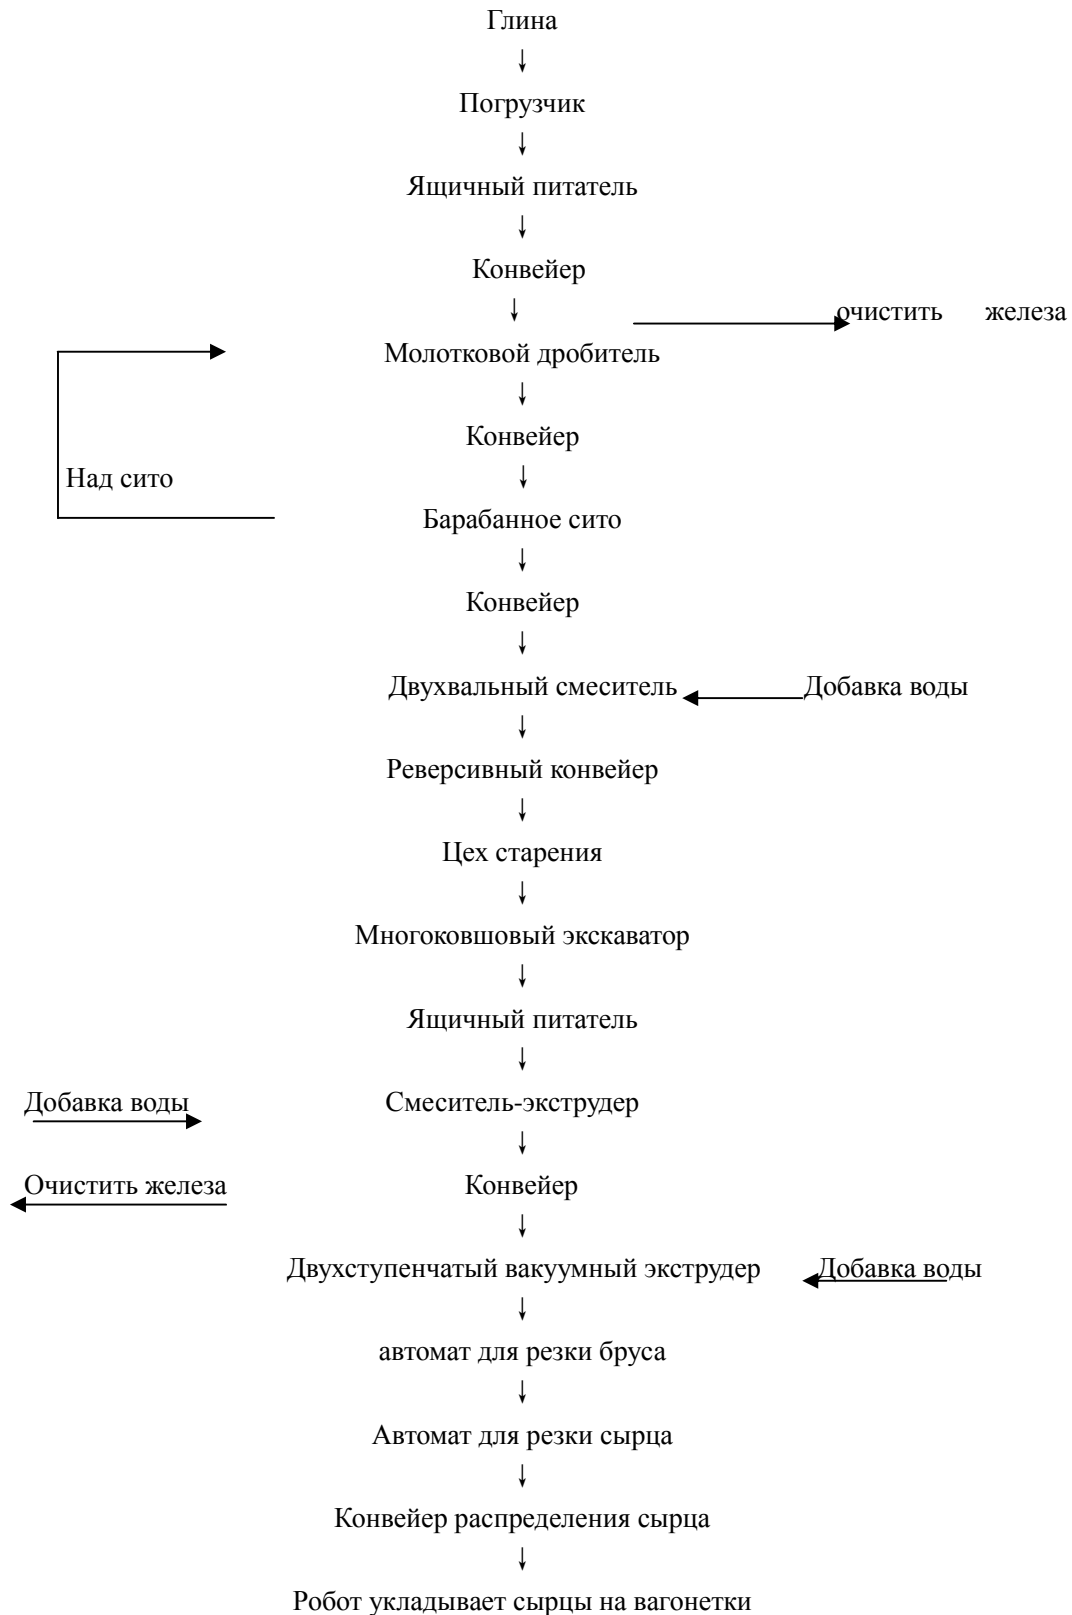 Глина
Погрузчик
Ящичный питатель
Конвейер
очистить железа
Молотковой дробитель
Конвейер
Над сито
Барабанное сито
Конвейер
Двухвальный смеситель Добавка воды
Реверсивный конвейер
Цех старения
Многоковшовый экскаватор
Ящичный питатель
Добавка воды Смеситель-экструдер
Очистить железа Конвейер
Двухступенчатый вакуумный экструдер Добавка воды
автомат для резки бруса
Автомат для резки сырца
Конвейер распределения сырца
Робот укладывает сырцы на вагонетки